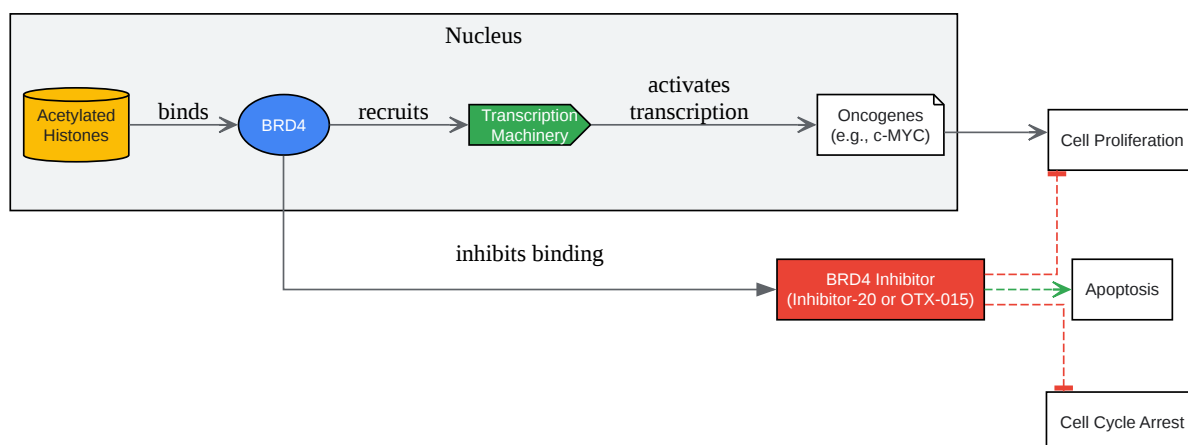 Nucleus
Acetylated
Histones
binds
BRD4
recruits
Transcription
Machinery
activates
transcription
Oncogenes
(e.g., c-MYC)
Cell Proliferation
inhibits binding
BRD4 Inhibitor
(Inhibitor-20 or OTX-015)
Apoptosis
Cell Cycle Arrest